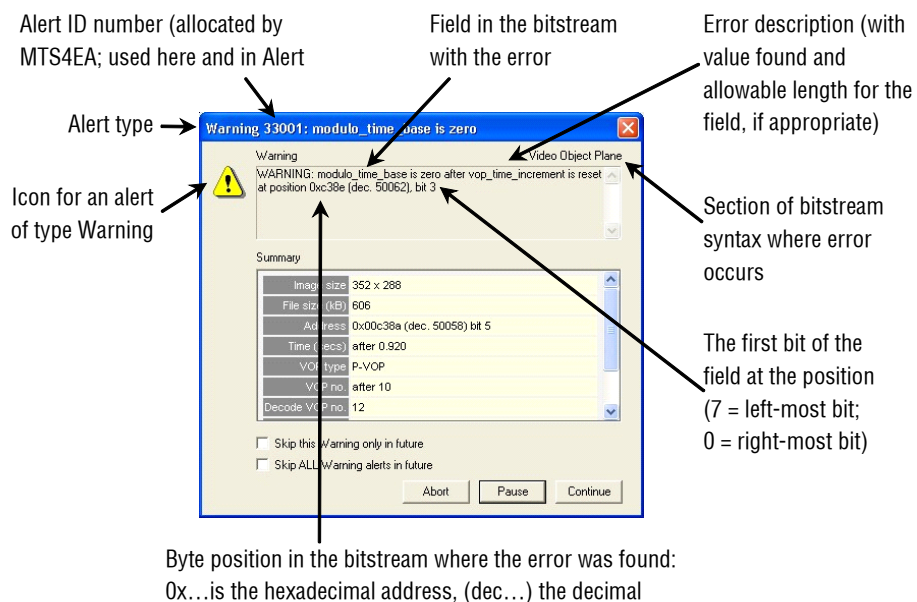 Alert ID number (allocated by
MTS4EA; used here and in Alert
Field in the bitstream
with the error
Error description (with
value found and
allowable length for the
field, if appropriate)
Alert type
Warning 33001: modulo_time_base is zero
Warning
Video Object Plane
WARNING: modulo_time_base is zero after vop_time_increment is reset
at position 0xc38e (dec. 50062), bit 3
Icon for an alert
of type Warning
Section of bitstream
syntax where error
occurs
Summary
Image size 352 x 288
File size (kB) 606
Address 0x00c38a (dec. 50058) bit 5
Time (secs) after 0.920
VOP type P-VOP
VOP no. after 10
Decode VOP no. 12
The first bit of the
field at the position
(7 = left-most bit;
0 = right-most bit)
Skip this Warning only in future
Skip ALL Warning alerts in future
Abort Pause Continue
Byte position in the bitstream where the error was found:
0x…is the hexadecimal address, (dec…) the decimal